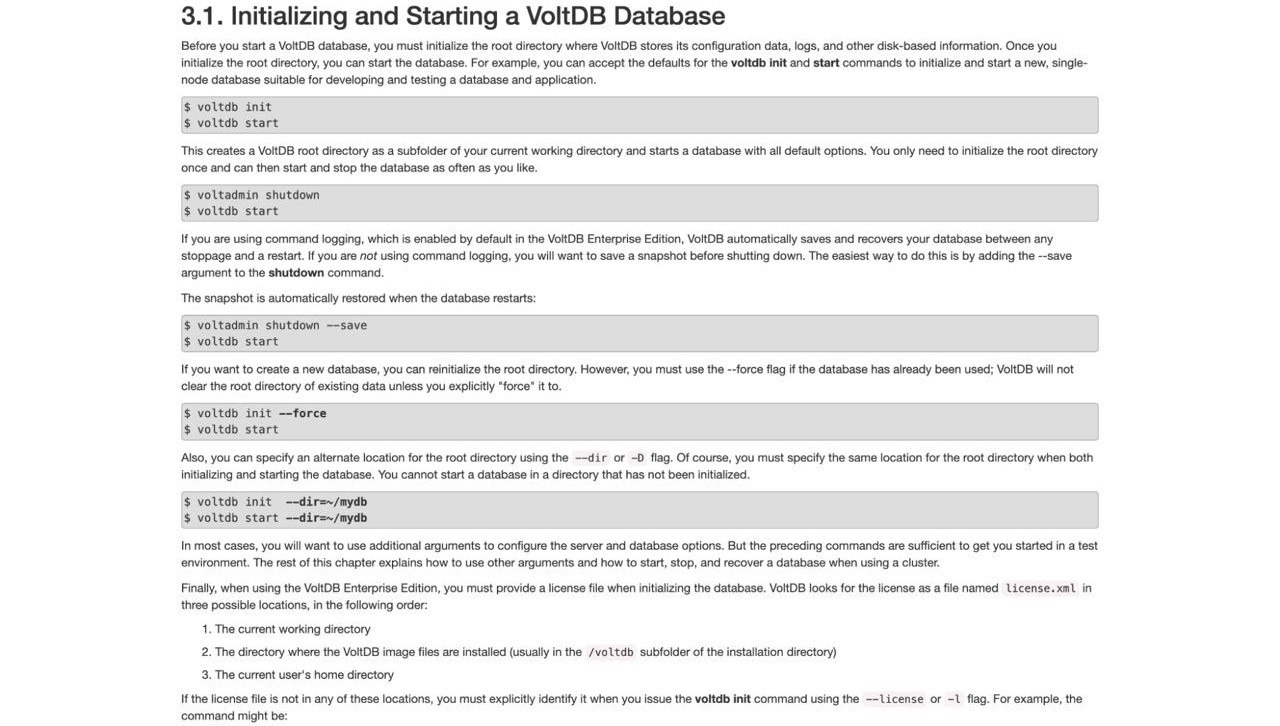 3.1. Initializing and Starting a VoltDB Database
Before you start a VoltDB database, you must initialize the root directory where VoltDB stores its configuration data, logs, and other disk-based information. Once you
initialize the root directory, you can start the database. For example, you can accept the defaults for the voltdb init and start commands to initialize and start a new, single-
node database suitable for developing and testing a database and application.
$ voltdb init
$ voltdb start
This creates a VoltDB root directory as a subfolder of your current working directory and starts a database with all default options. You only need to initialize the root directory
once and can then start and stop the database as often as you like.
$ voltadmin shutdown
$ voltdb start
If you are using command logging, which is enabled by default in the VoltDB Enterprise Edition, VoltDB automatically saves and recovers your database between any
stoppage and a restart. If you are not using command logging, you will want to save a snapshot before shutting down. The easiest way to do this is by adding the --save
argument to the shutdown command.
The snapshot is automatically restored when the database restarts:
$ voltadmin shutdown --save
$ voltdb start
If you want to create a new database, you can reinitialize the root directory. However, you must use the --force flag if the database has already been used; VoltDB will not
clear the root directory of existing data unless you explicitly "force" it to.
$ voltdb init --force
$ voltdb start
Also, you can specify an alternate location for the root directory using the --dir or -D flag. Of course, you must specify the same location for the root directory when both
initializing and starting the database. You cannot start a database in a directory that has not been initialized.
$ voltdb init  --dir=~/mydb
$ voltdb start --dir=~/mydb
In most cases, you will want to use additional arguments to configure the server and database options. But the preceding commands are sufficient to get you started in a test
environment. The rest of this chapter explains how to use other arguments and how to start, stop, and recover a database when using a cluster.
Finally, when using the VoltDB Enterprise Edition, you must provide a license file when initializing the database. VoltDB looks for the license as a file named license.xml in
three possible locations, in the following order:
1. The current working directory
2. The directory where the VoltDB image files are installed (usually in the /voltdb subfolder of the installation directory)
3. The current user's home directory
If the license file is not in any of these locations, you must explicitly identify it when you issue the voltdb init command using the --license or -l flag. For example, the
command might be: